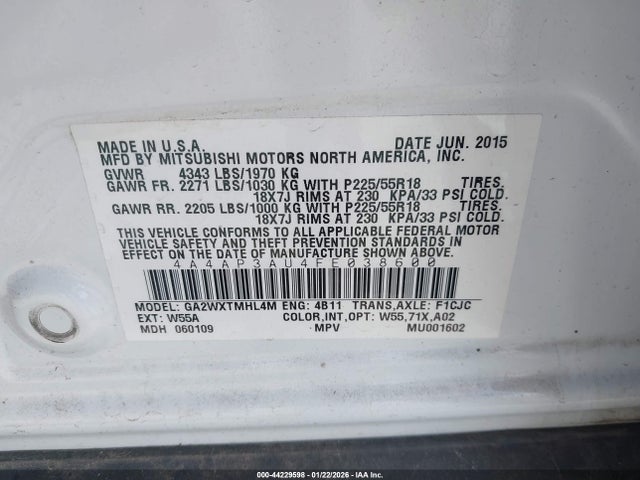 MADE IN U.S.A. DATE JUN. 2015
MFD BY MITSUBISHI MOTORS NORTH AMERICA, INC.
GVWR 4343 LBS/1970 KG
GAWR FR. 2271 LBS/1030 KG WITH P225/55R18 TIRES.
18X7J RIMS AT 230 KPA/33 PSI COLD.
GAWR RR. 2205 LBS/1000 KG WITH P225/55R18 TIRES.
18X7J RIMS AT 230 KPA/33 PSI COLD.
THIS VEHICLE CONFORMS TO ALL APPLICABLE FEDERAL MOTOR
VEHICLE SAFETY AND THEFT PREVENTION STANDARDS IN
EFFECT ON THE DATE OF MANUFACTURE SHOWN ABOVE.
4A4AP3AU4FE038600
MODEL: GA2WXTMHL4M ENG: 4B11 TRANS,AXLE: F1CJC
EXT: W55A COLOR,INT,OPT: W55,71X,A02
MDH 060109 MPV MU001602
000-44229598 - 01/22/2026 - IAA Inc.